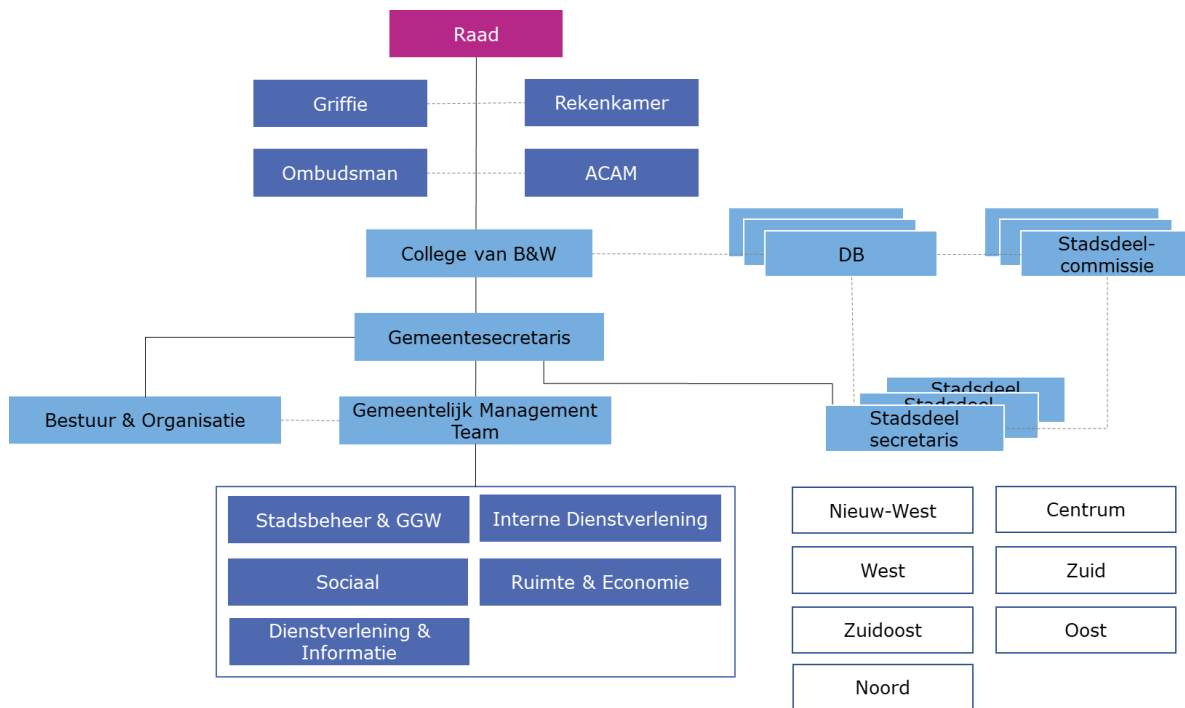 Raad
Griffie
Rekenkamer
Ombudsman
ACAM
College van B&W
DB
Stadsdeel-
commissie
Gemeentesecretaris
Bestuur & Organisatie
Gemeentelijk Management
Team
Stadsdeel
Stadsdeel
Stadsdeel
secretaris
Stadsbeheer & GGW
Interne Dienstverlening
Sociaal
Ruimte & Economie
Dienstverlening &
Informatie
Nieuw-West
Centrum
West
Zuid
Zuidoost
Oost
Noord